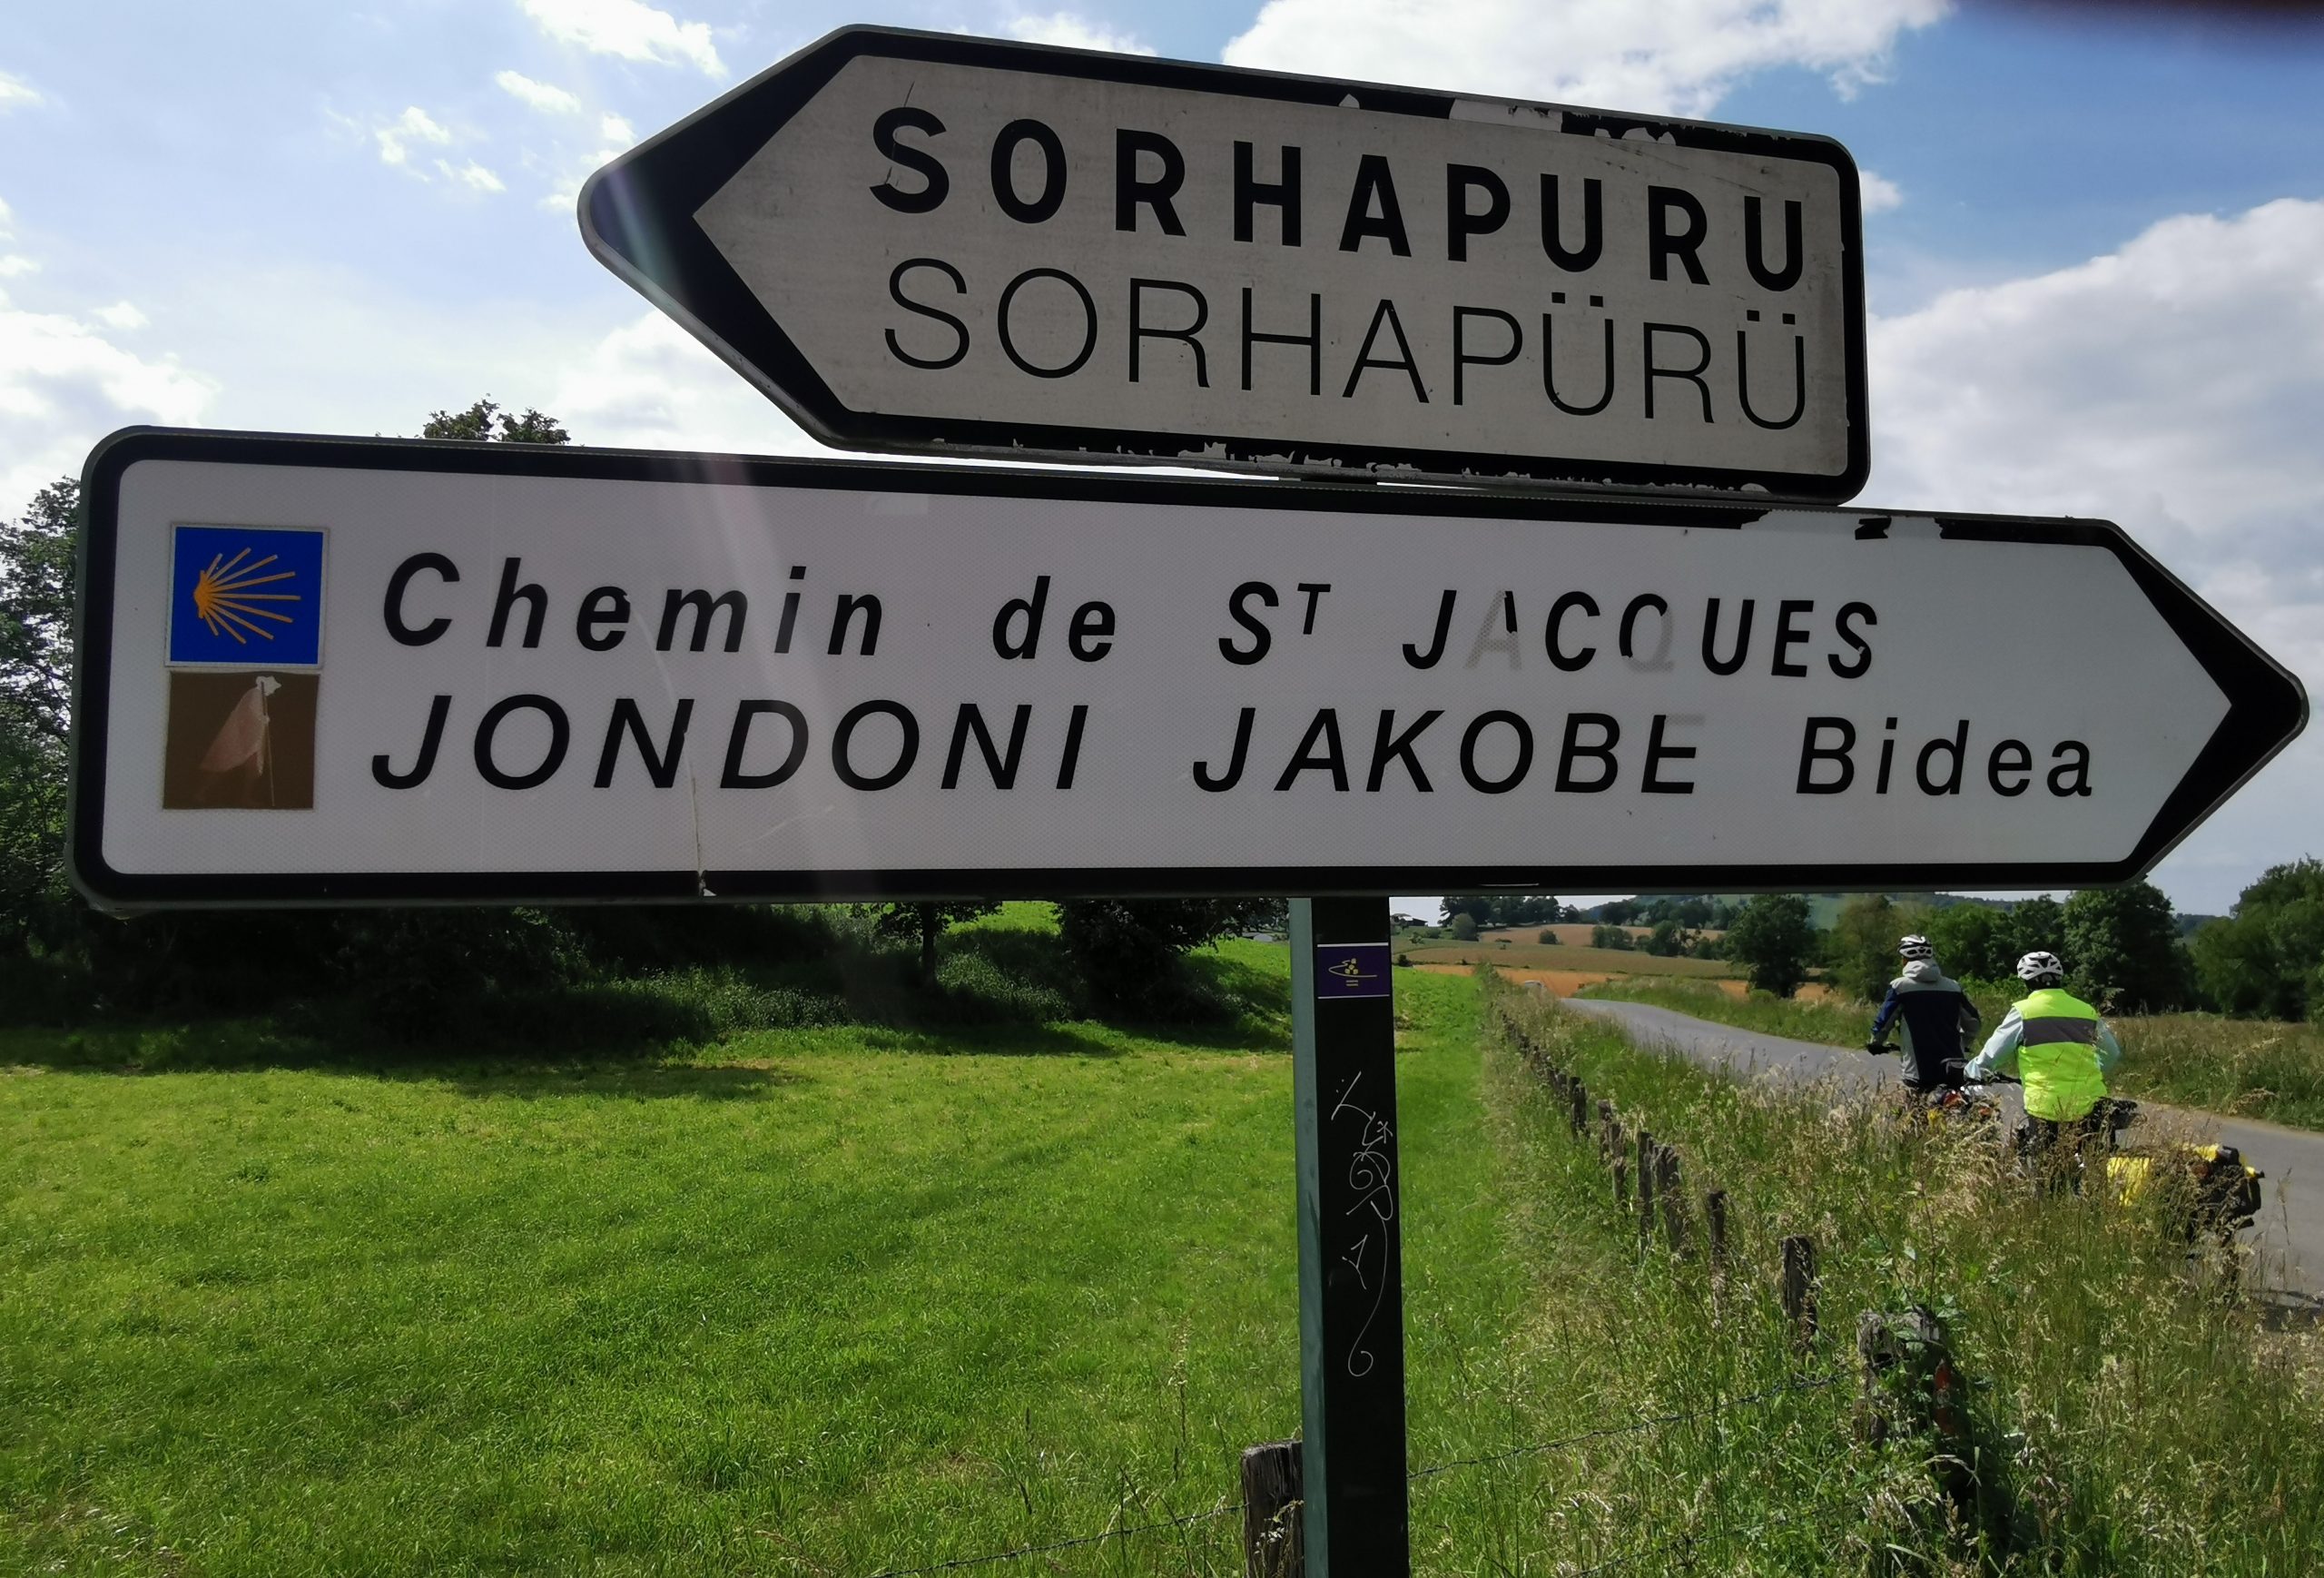 SORHAPURU
SORHAPÜRÜ
Chemin de ST JACQUES
JONDONI JAKOBE Bidea